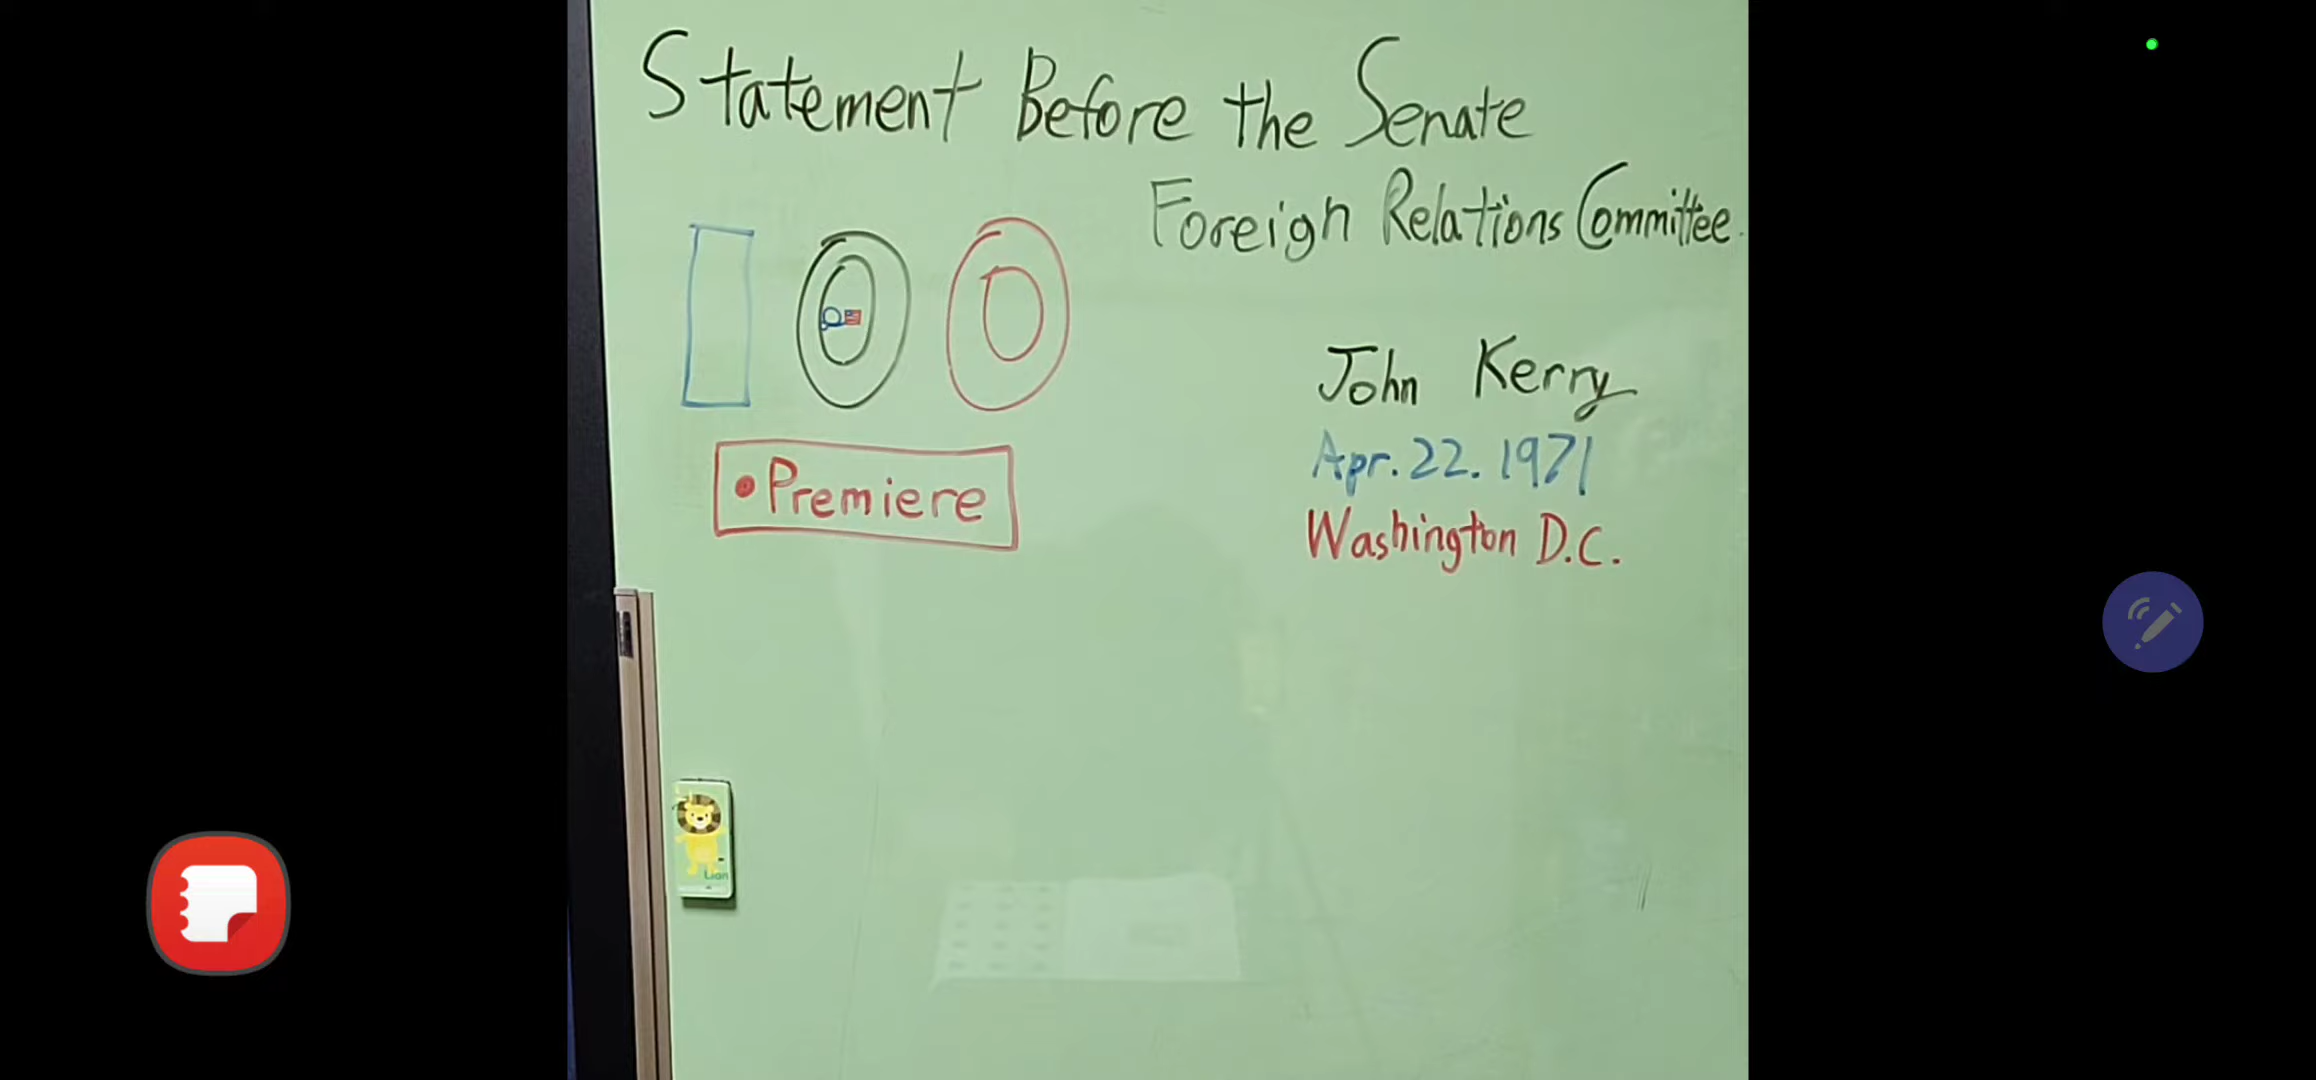 Statement Before the Senate
Foreign Relations Committee.
John Kerry
Apr. 22. 1971
Washington D.C.
• Premiere
Lion